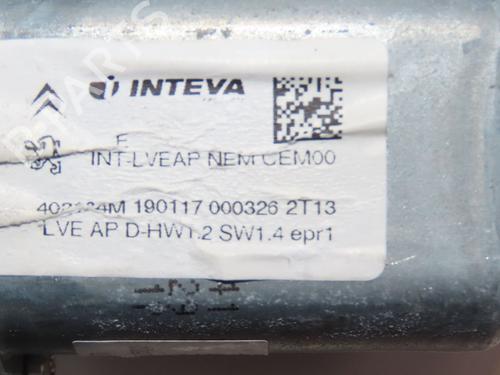 INTEVA
F
INT-LVEAP NEM CEM00
190117 000326 2T13
LVE AP D-HW1.2 SW1.4 epr1